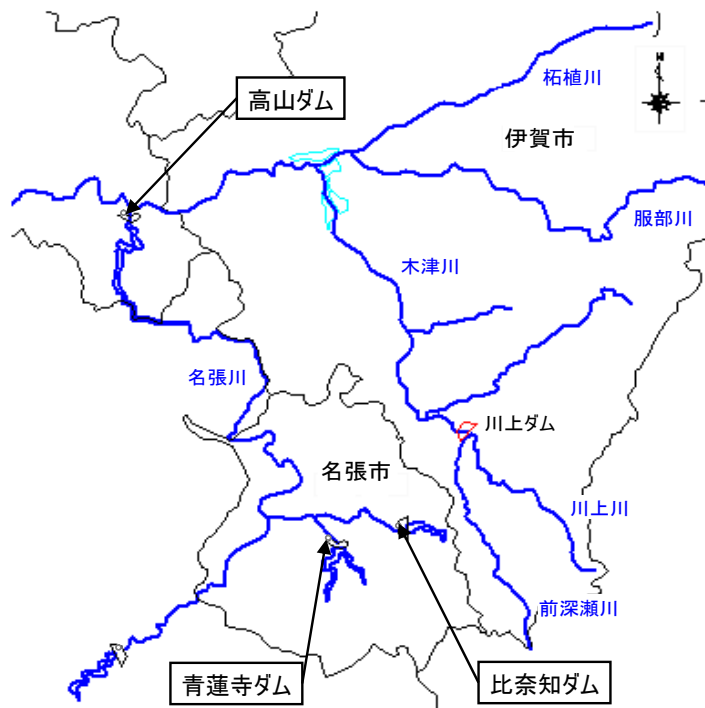 柘植川
高山ダム
伊賀市
服部川
木津川
名張川
川上ダム
名張市
川上川
前深瀬川
青蓮寺ダム
比奈知ダム